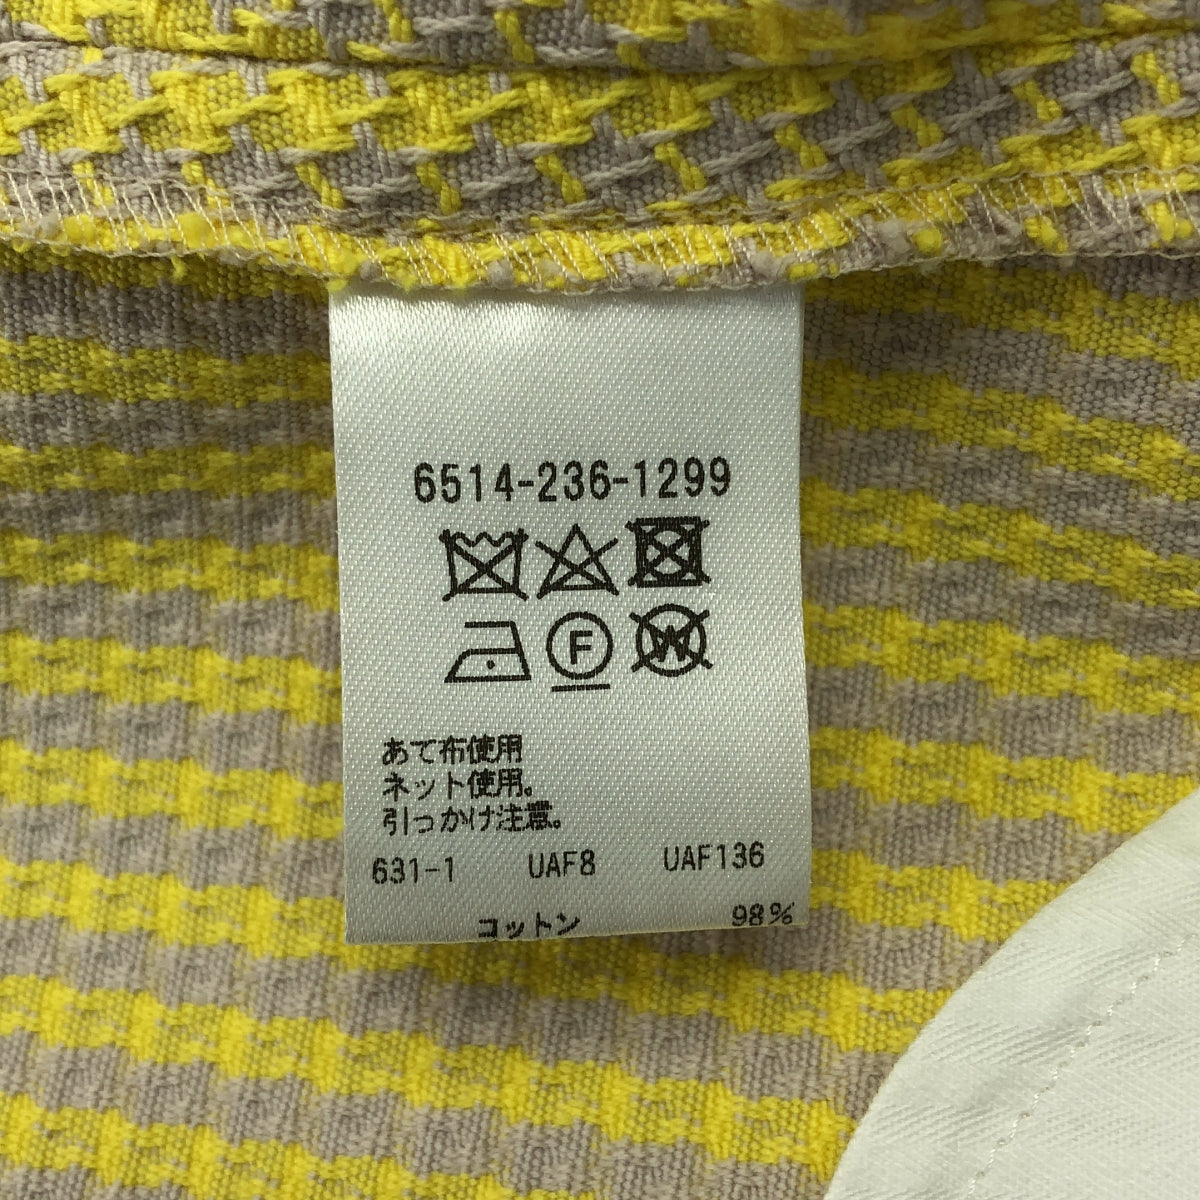 6514-236-1299
F W
あて布使用
ネット使用。
引っかけ注意。
631-1 UAF8 UAF136
コットン 98%